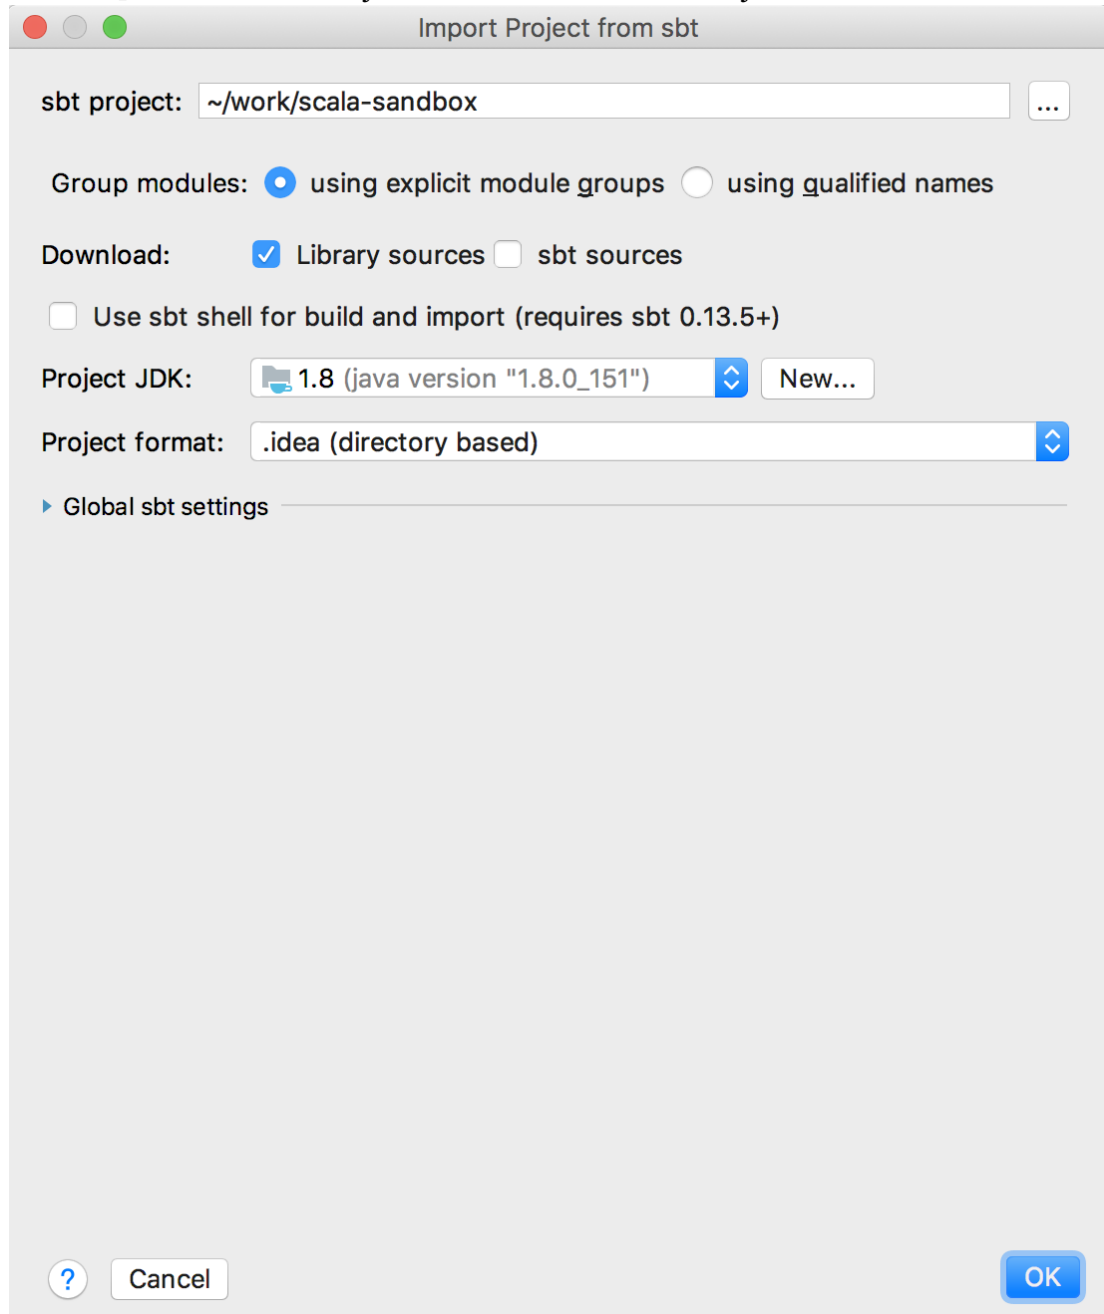 Import Project from sbt
sbt project: ~/work/scala-sandbox ...
Group modules: using explicit module groups using qualified names
Download: Library sources sbt sources
Use sbt shell for build and import (requires sbt 0.13.5+)
Project JDK: 1.8 (java version "1.8.0_151") New...
Project format: .idea (directory based)
Global sbt settings
? Cancel OK